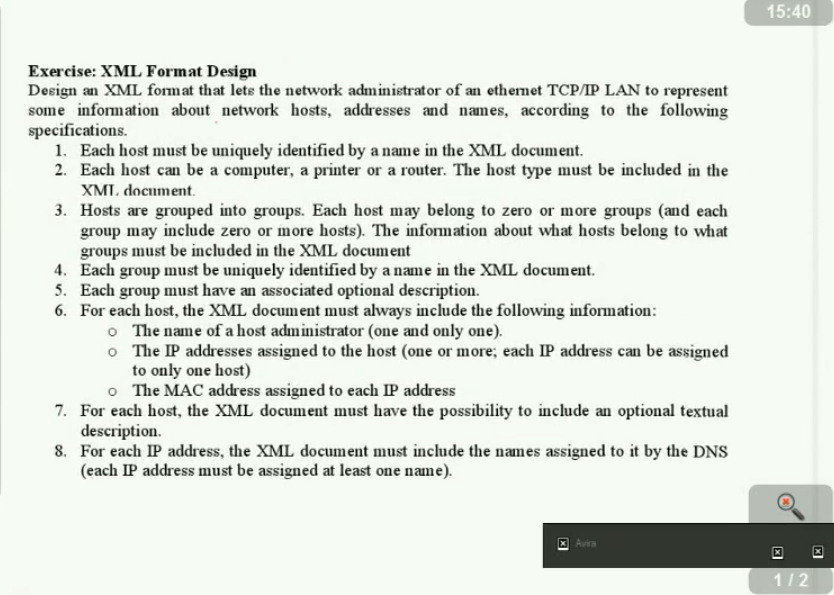 15:40
Exercise: XML Format Design
Design an XML format that lets the network administrator of an ethernet TCP/IP LAN to represent
some information about network hosts, addresses and names, according to the following
specifications.
1. Each host must be uniquely identified by a name in the XML document.
2. Each host can be a computer, a printer or a router. The host type must be included in the
XML document.
3. Hosts are grouped into groups. Each host may belong to zero or more groups (and each
group may include zero or more hosts). The information about what hosts belong to what
groups must be included in the XML document
4. Each group must be uniquely identified by a name in the XML document.
5. Each group must have an associated optional description.
6. For each host, the XML document must always include the following information:
o The name of a host administrator (one and only one).
o The IP addresses assigned to the host (one or more; each IP address can be assigned
to only one host)
o The MAC address assigned to each IP address
7. For each host, the XML document must have the possibility to include an optional textual
description.
8. For each IP address, the XML document must include the names assigned to it by the DNS
(each IP address must be assigned at least one name).
Avira
1 / 2